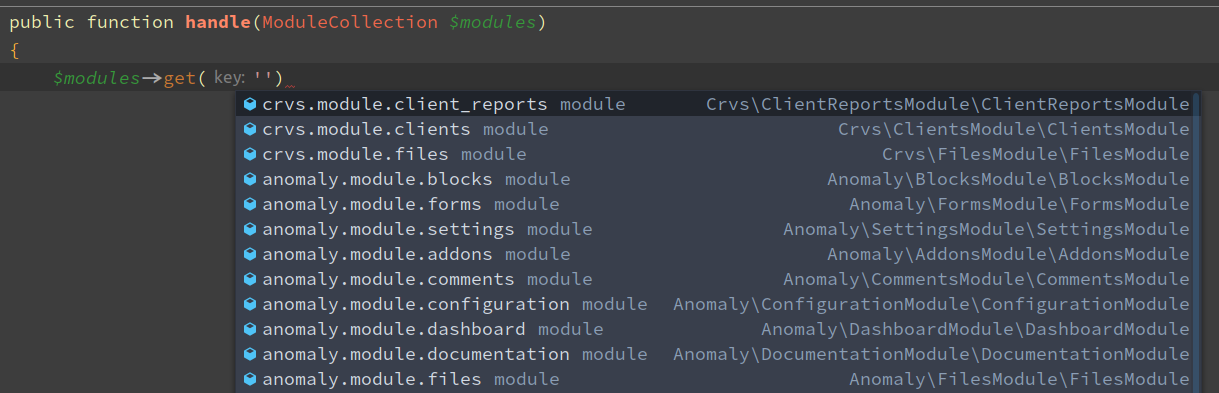 public function handle(ModuleCollection $modules)
{
$modules→get( key: '')
crvs.module.client_reports module Crvs\ClientReportsModule\ClientReportsModule
crvs.module.clients module Crvs\ClientsModule\ClientsModule
crvs.module.files module Crvs\FilesModule\FilesModule
anomaly.module.blocks module Anomaly\BlocksModule\BlocksModule
anomaly.module.forms module Anomaly\FormsModule\FormsModule
anomaly.module.settings module Anomaly\SettingsModule\SettingsModule
anomaly.module.addons module Anomaly\AddonsModule\AddonsModule
anomaly.module.comments module Anomaly\CommentsModule\CommentsModule
anomaly.module.configuration module Anomaly\ConfigurationModule\ConfigurationModule
anomaly.module.dashboard module Anomaly\DashboardModule\DashboardModule
anomaly.module.documentation module Anomaly\DocumentationModule\DocumentationModule
anomaly.module.files module Anomaly\FilesModule\FilesModule